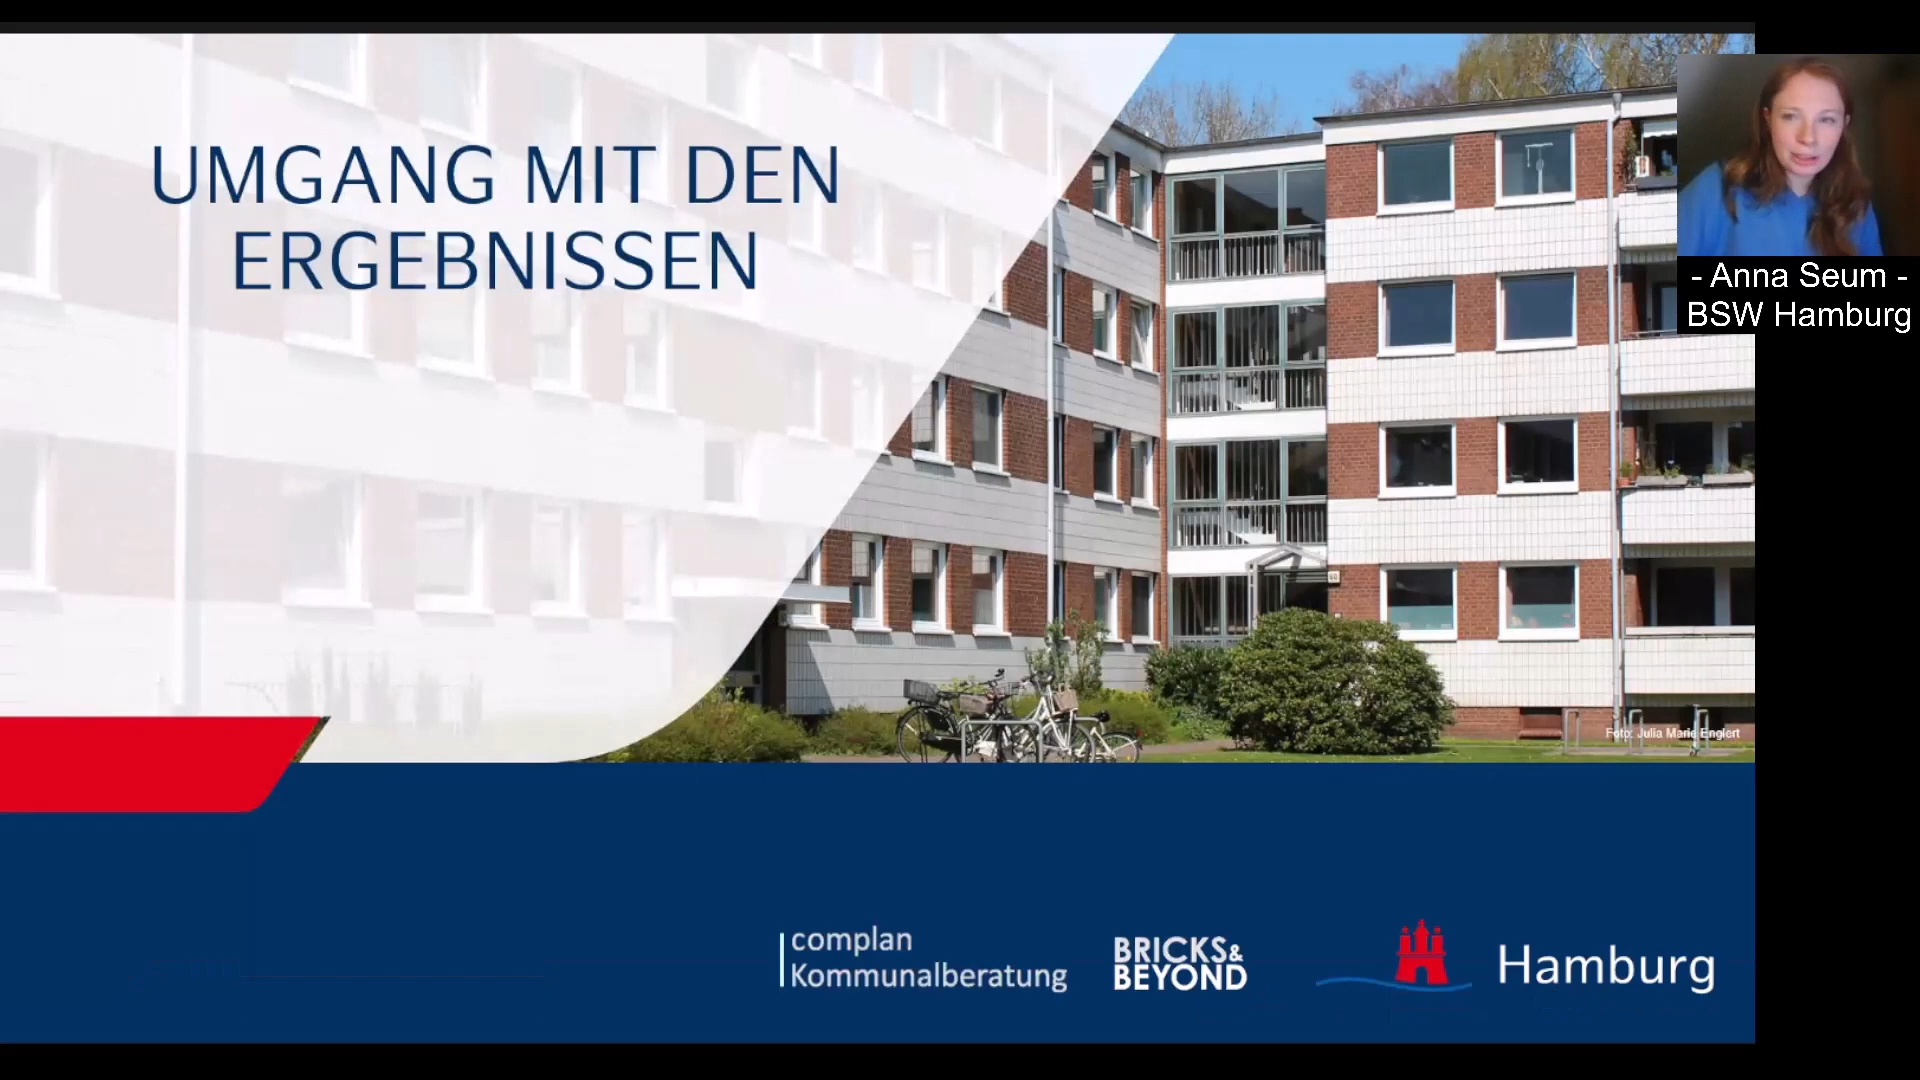 UMGANG MIT DEN
ERGEBNISSEN
- Anna Seum -
BSW Hamburg
Foto: Julia Marie Englert
complan
Kommunalberatung
BRICKS&
BEYOND
Hamburg